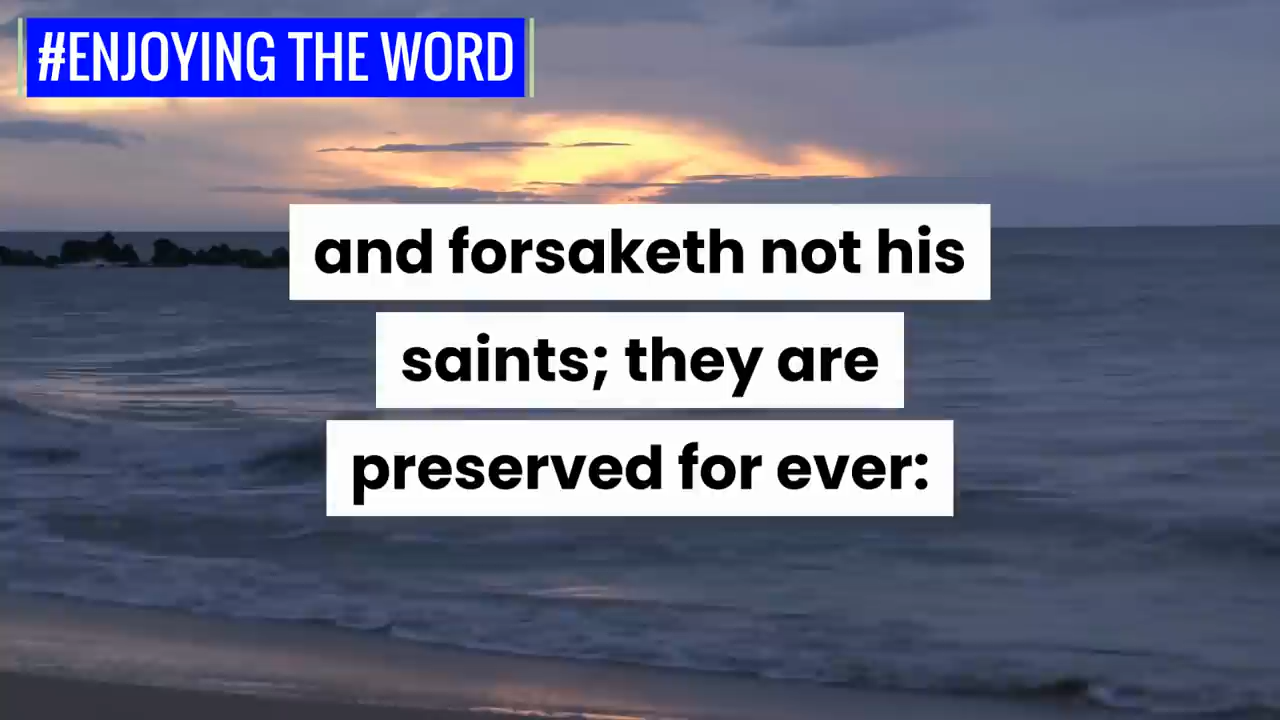 #ENJOYING THE WORD
and forsaketh not his
saints; they are
preserved for ever: